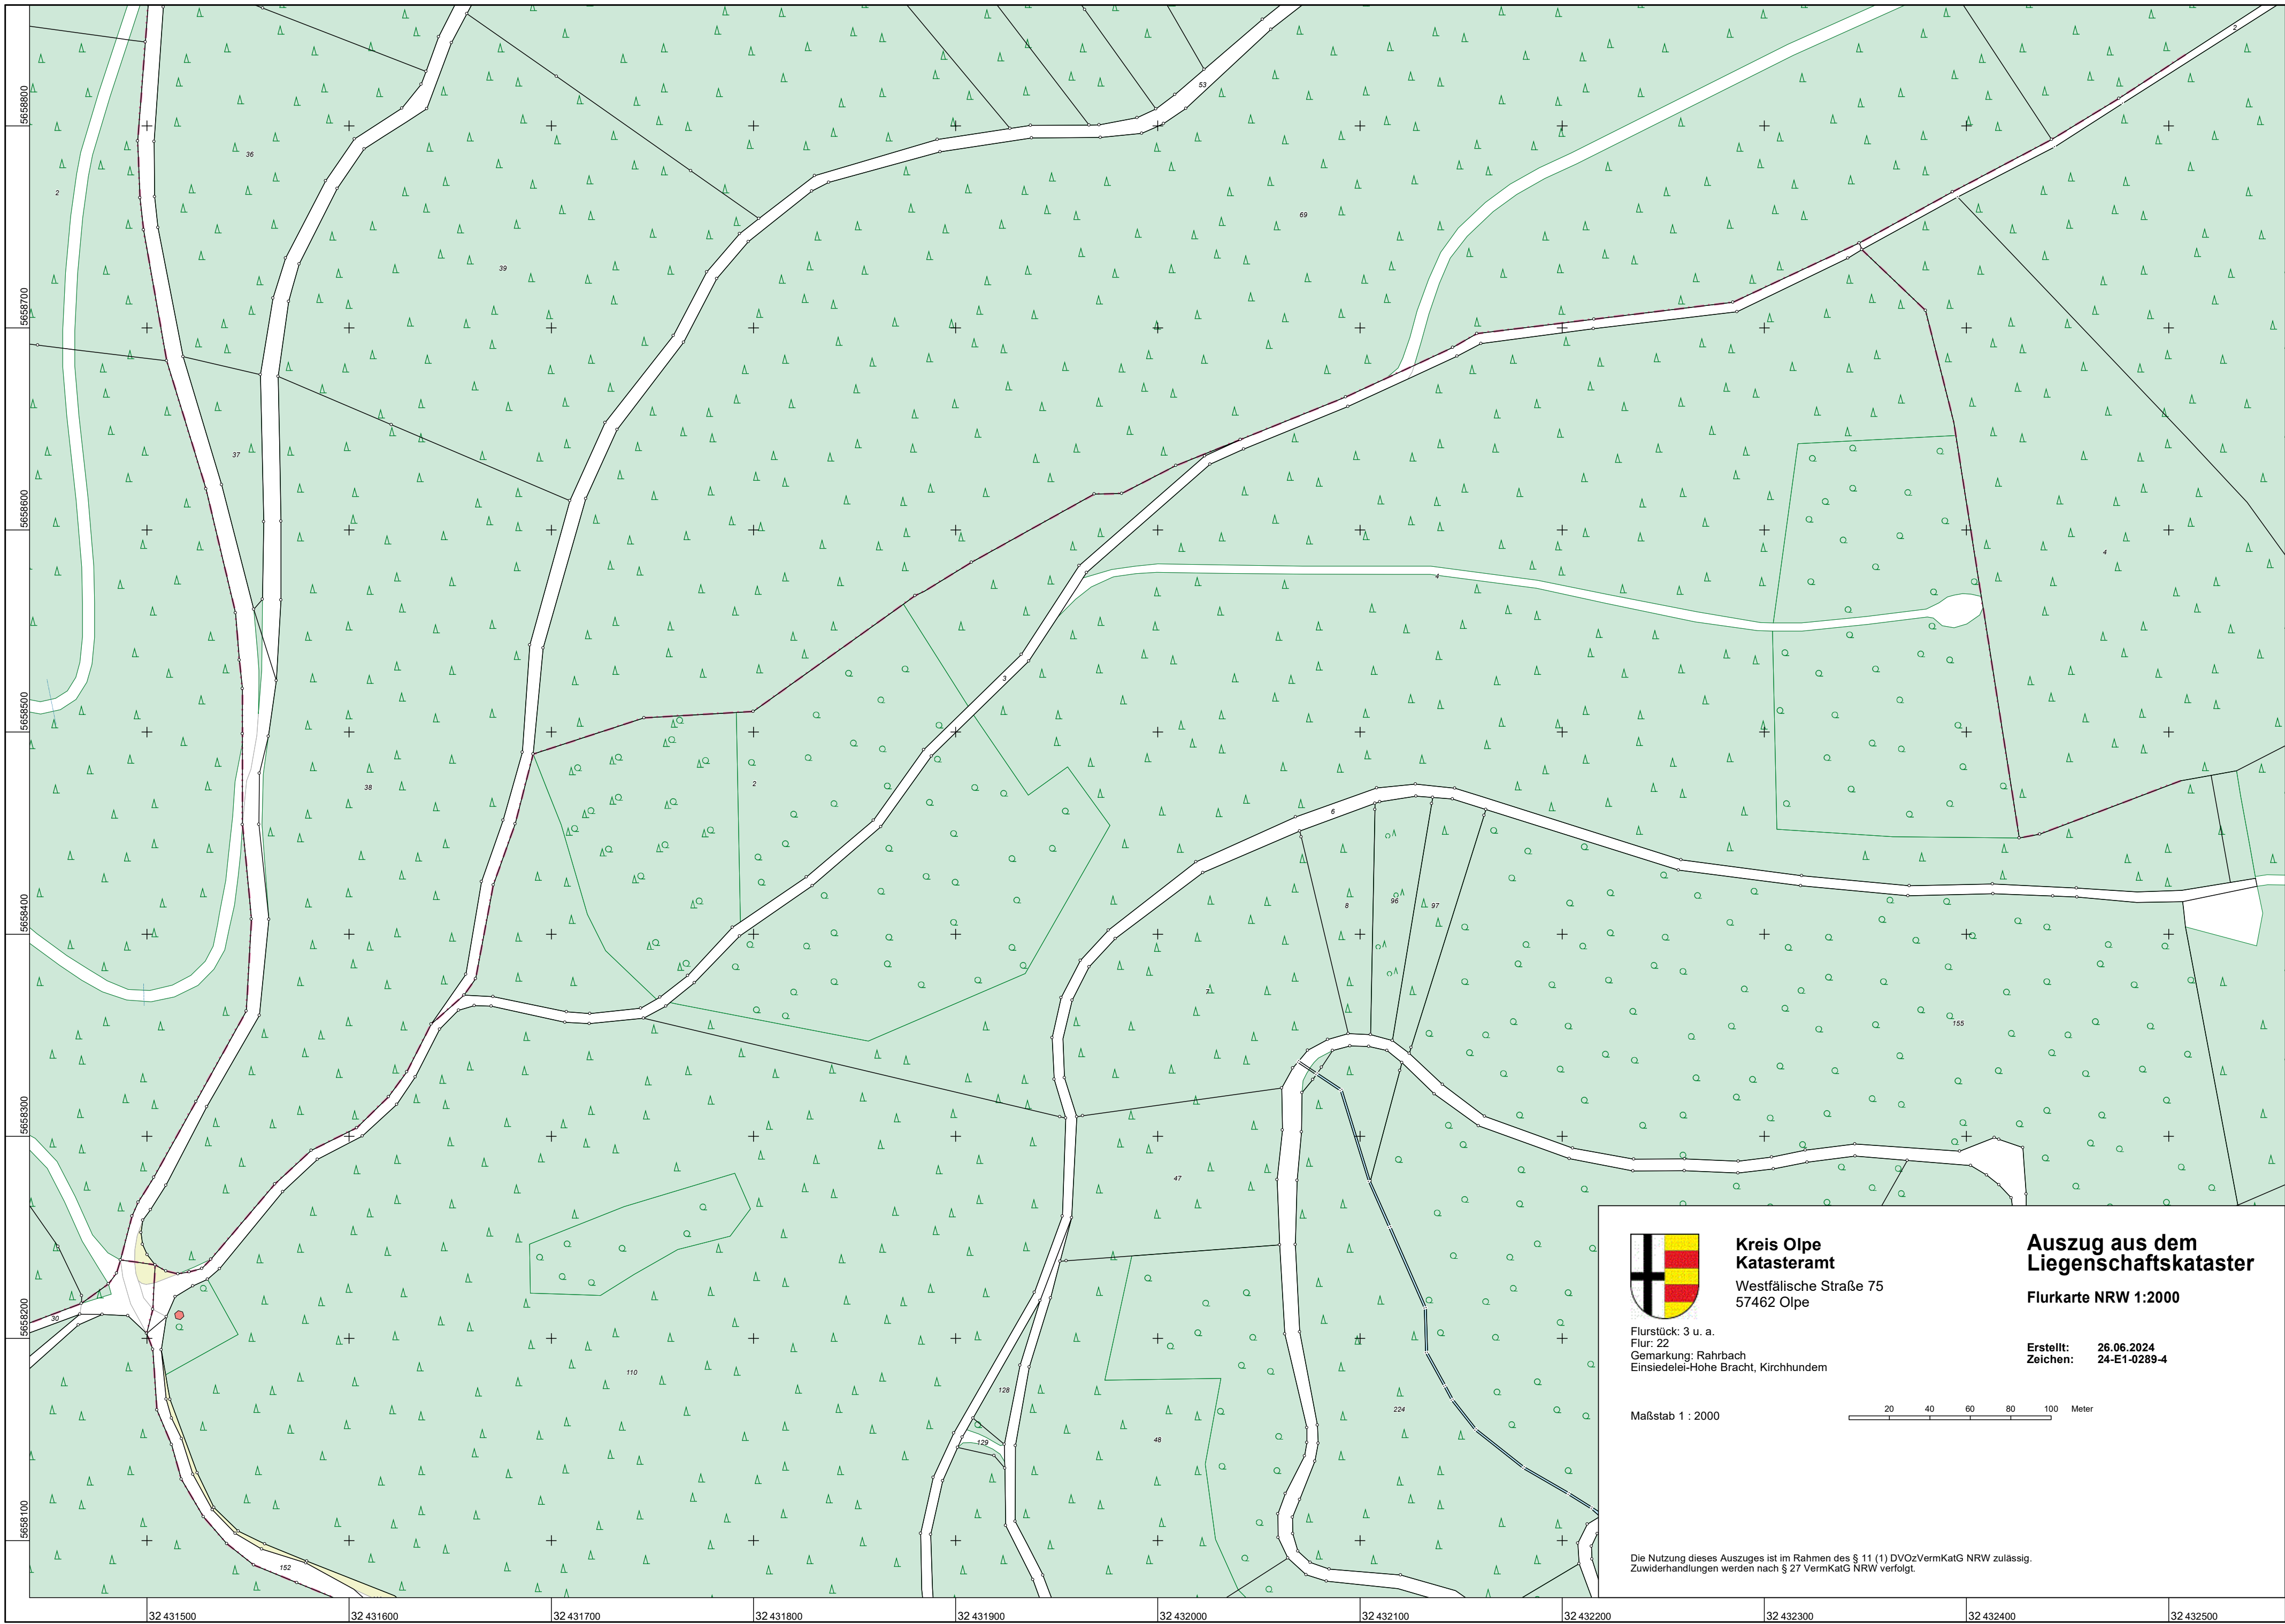 2
53
36
2
69
39
37
4
4
3
38
2
6
8
96
97
7
155
47
30
110
128
129
48
224
152
5658800
5658700
5658600
5658500
5658400
5658300
5658200
5658100
32 431500
32 431600
32 431700
32 431800
32 431900
32 432000
32 432100
32 432200
32 432300
32 432400
32 432500
Kreis Olpe
Katasteramt
Westfälische Straße 75
57462 Olpe
Auszug aus dem
Liegenschaftskataster
Flurkarte NRW 1:2000
Flurstück: 3 u. a.
Flur: 22
Gemarkung: Rahrbach
Einsiedelei-Hohe Bracht, Kirchhundem
Erstellt: 26.06.2024
Zeichen: 24-E1-0289-4
Maßstab 1 : 2000
20 40 60 80 100 Meter
Die Nutzung dieses Auszuges ist im Rahmen des § 11 (1) DVOzVermKatG NRW zulässig.
Zuwiderhandlungen werden nach § 27 VermKatG NRW verfolgt.